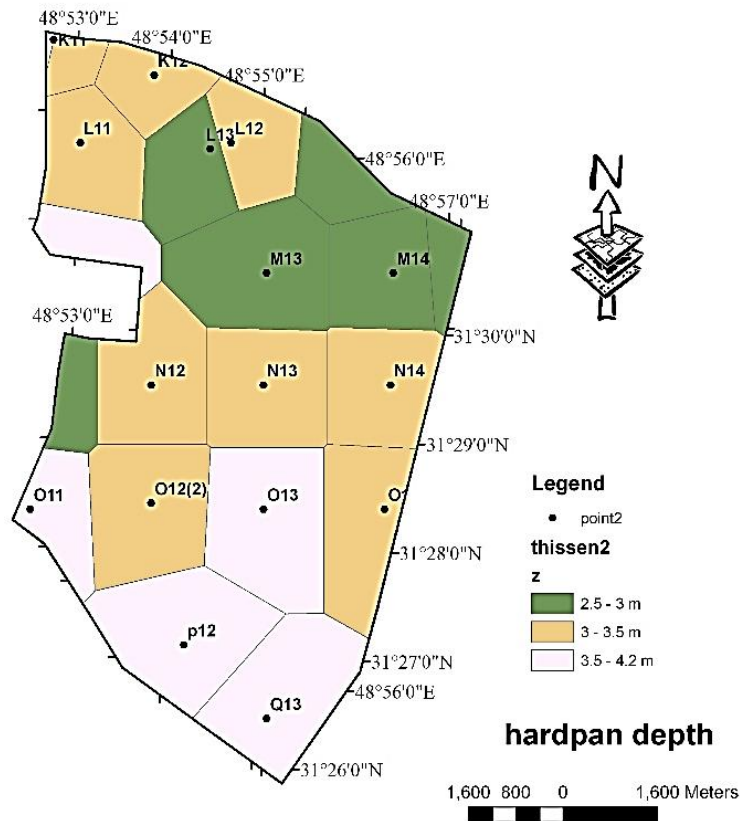 48°53'0"E
48°54'0"E
48°55'0"E
48°56'0"E
48°57'0"E
K11
K12
L11
L13
L12
M13
M14
N
48°53'0"E
31°30'0"N
N12
N13
N14
31°29'0"N
O11
O12(2)
O13
31°28'0"N
p12
31°27'0"N
48°56'0"E
Q13
31°26'0"N
Legend
point2
thissen2
z
2.5 - 3 m
3 - 3.5 m
3.5 - 4.2 m
hardpan depth
1,600 800 0 1,600 Meters